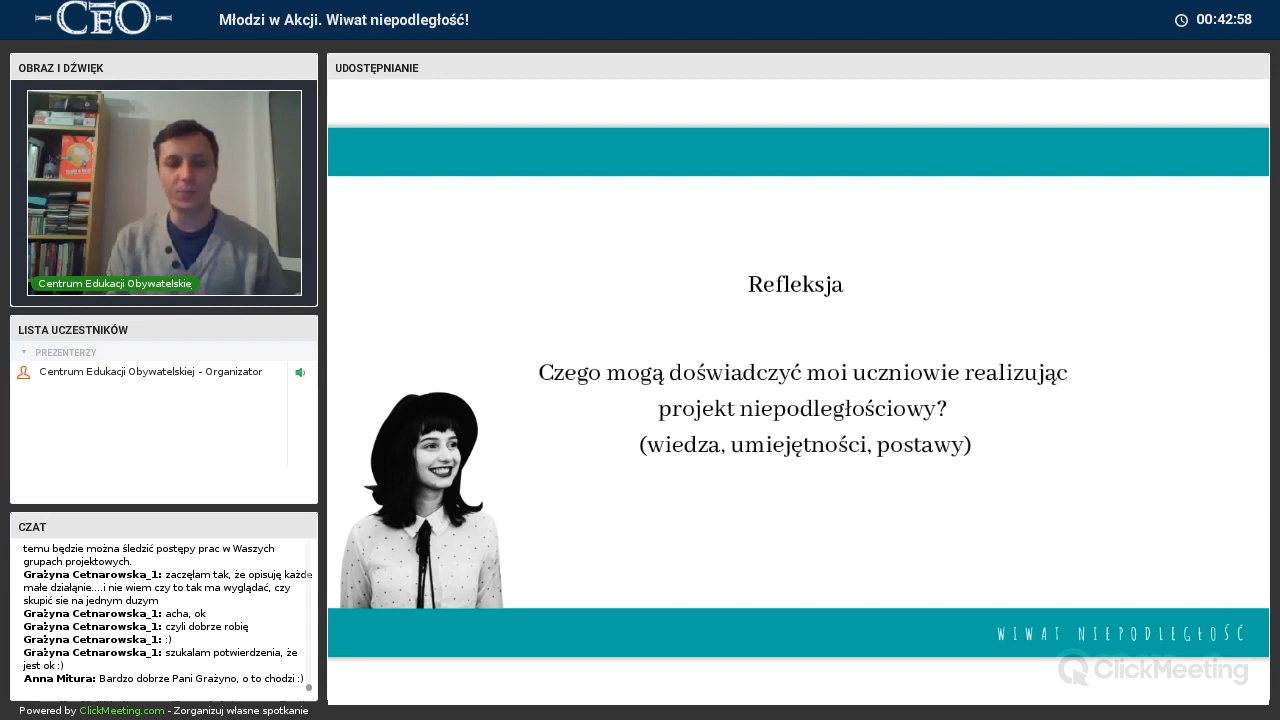 CEO
Młodzi w Akcji. Wiwat niepodległość!
00:42:58
OBRAZ I DŹWIĘK
Centrum Edukacji Obywatelskie
LISTA UCZESTNIKÓW
PREZENTERZY
Centrum Edukacji Obywatelskiej - Organizator
CZAT
temu będzie można śledzić postępy prac w Waszych
grupach projektowych.
Grażyna Cetnarowska_1: zaczęłam tak, że opisuję każde
małe działąnie....i nie wiem czy to tak ma wyglądać, czy
skupić sie na jednym duzym
Grażyna Cetnarowska_1: acha, ok
Grażyna Cetnarowska_1: czyli dobrze robię
Grażyna Cetnarowska_1: :)
Grażyna Cetnarowska_1: szukalam potwierdzenia, że
jest ok :)
Anna Mitura: Bardzo dobrze Pani Grażyno, o to chodzi :)
Powered by ClickMeeting.com - Zorganizuj własne spotkanie
UDOSTĘPNIANIE
Refleksja
Czego mogą doświadczyć moi uczniowie realizując
projekt niepodległościowy?
(wiedza, umiejętności, postawy)
WIWAT NIEPODLEGŁOŚĆ
ClickMeeting